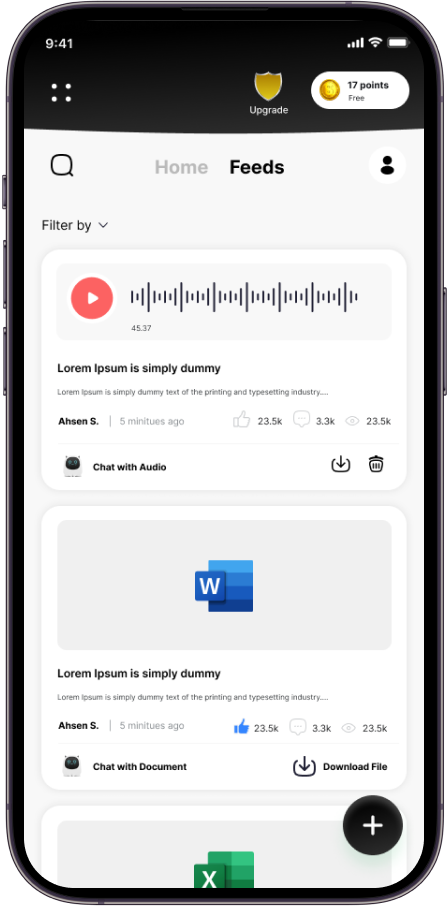 9:41
Upgrade
17 points
Free
Home Feeds
Filter by
45.37
Lorem Ipsum is simply dummy
Lorem Ipsum is simply dummy text of the printing and typesetting industry....
Ahsen S. | 5 minitues ago 23.5k 3.3k 23.5k
Chat with Audio
W
Lorem Ipsum is simply dummy
Lorem Ipsum is simply dummy text of the printing and typesetting industry....
Ahsen S. | 5 minitues ago 23.5k 3.3k 23.5k
Chat with Document Download File
X